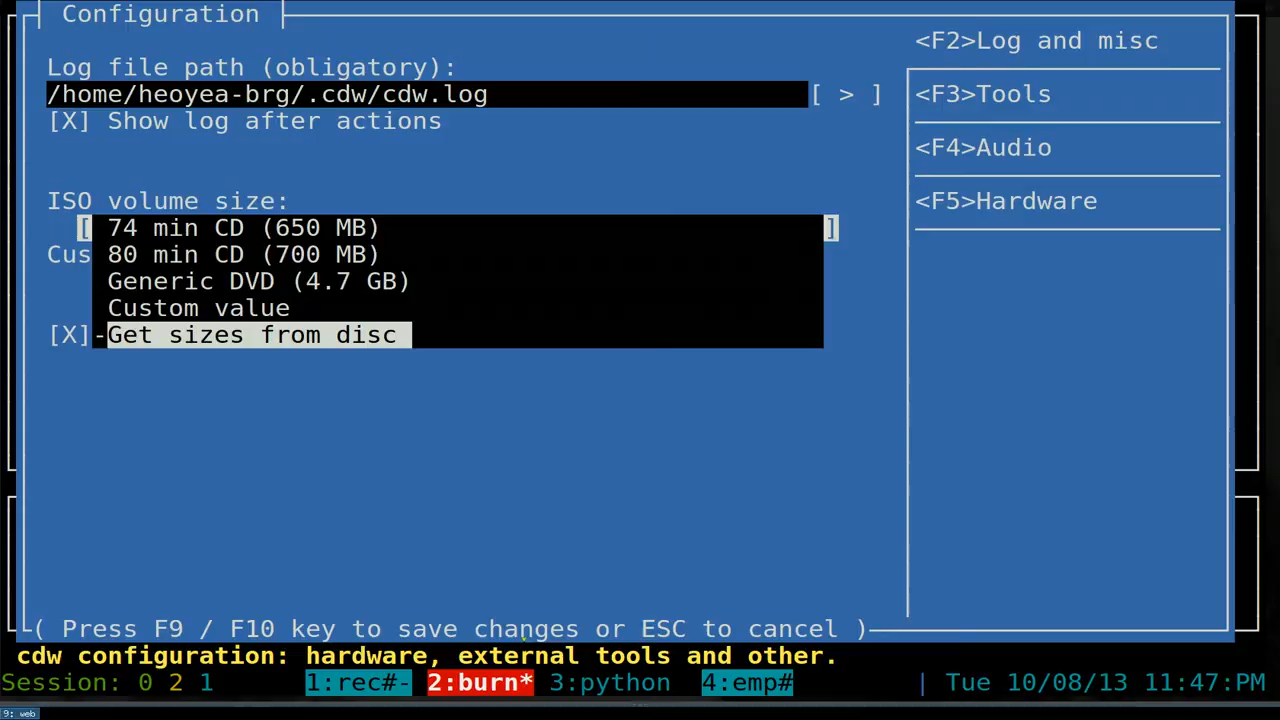 Configuration
<F2>Log and misc
Log file path (obligatory):
/home/heoyea-brg/.cdw/cdw.log [ > ]
<F3>Tools
[X] Show log after actions
<F4>Audio
ISO volume size:
<F5>Hardware
[ 74 min CD (650 MB) ]
Cus 80 min CD (700 MB)
Generic DVD (4.7 GB)
Custom value
[X]-Get sizes from disc
( Press F9 / F10 key to save changes or ESC to cancel )
cdw configuration: hardware, external tools and other.
Session: 0 2 1 1:rec#- 2:burn* 3:python 4:emp# | Tue 10/08/13 11:47:PM
9: web